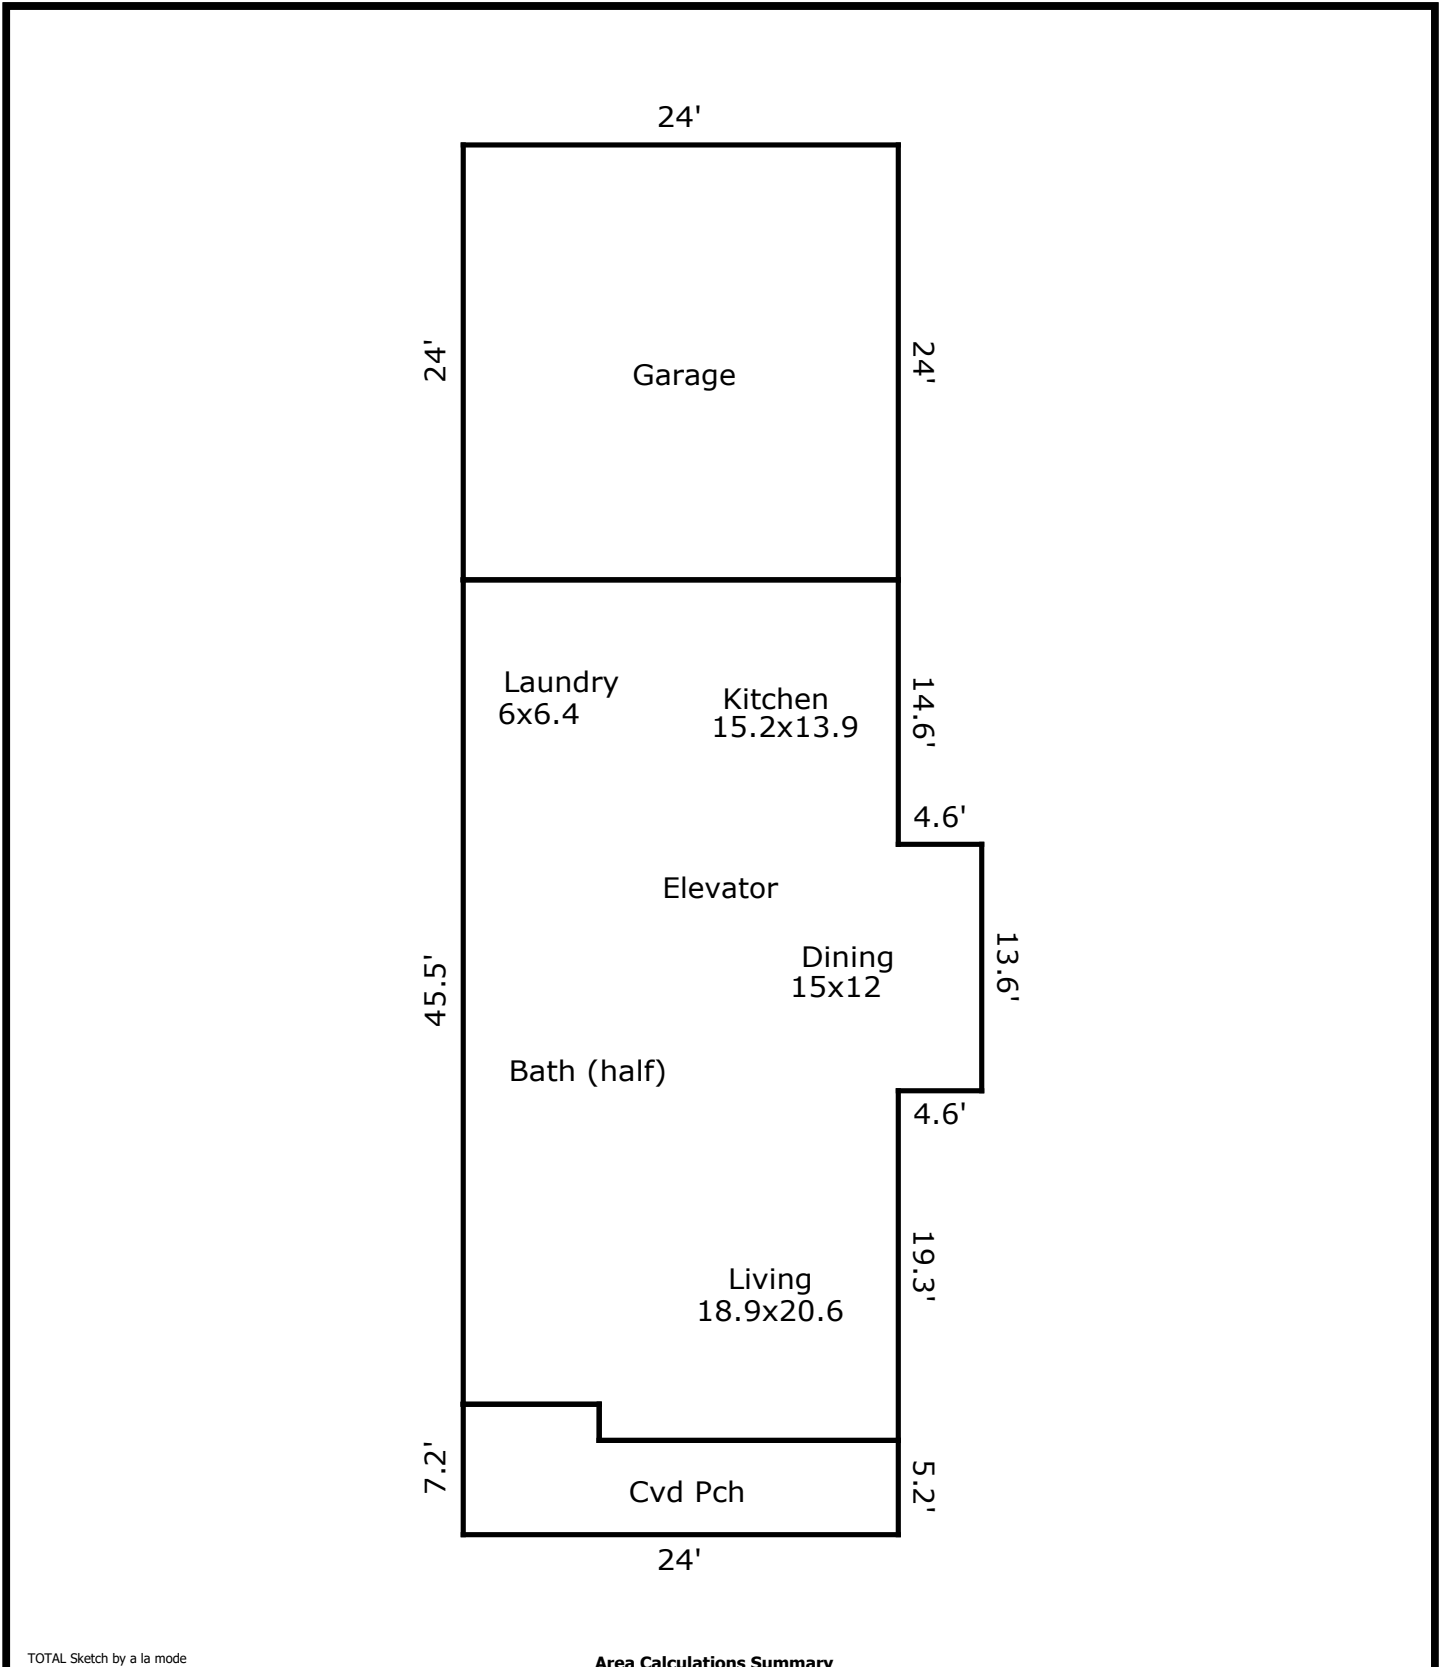 24'
24'
24'
Garage
Laundry
6x6.4
Kitchen
15.2x13.9
14.6'
4.6'
Elevator
Dining
15x12
13.6'
45.5'
Bath (half)
4.6'
19.3'
Living
18.9x20.6
7.2'
5.2'
Cvd Pch
24'
TOTAL Sketch by a la mode
Area Calculations Summary